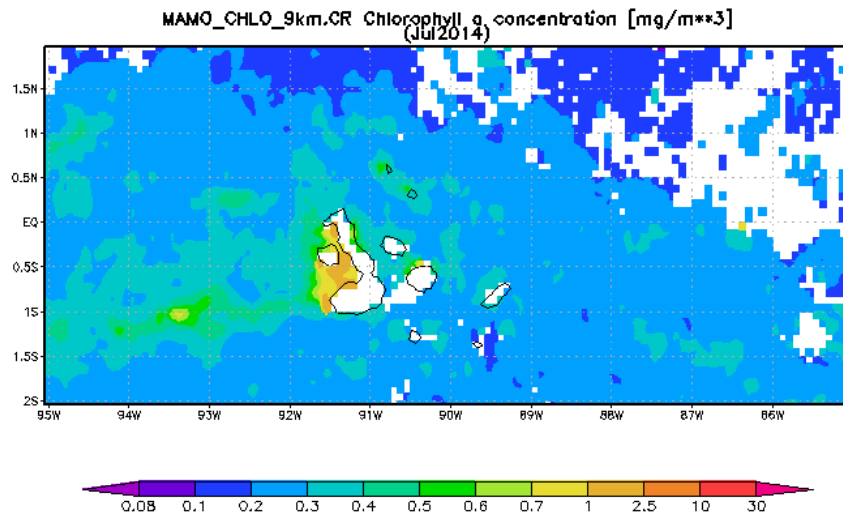 MAMO_CHLO_9km.CR Chlorophyll a concentration [mg/m**3]
(Jul2014)
1.5N
1N
0.5N
EQ
0.5S
1S
1.5S
2S
95W 94W 93W 92W 91W 90W 89W 88W 87W 86W
0.08 0.1 0.2 0.3 0.4 0.5 0.6 0.7 1 2.5 10 30